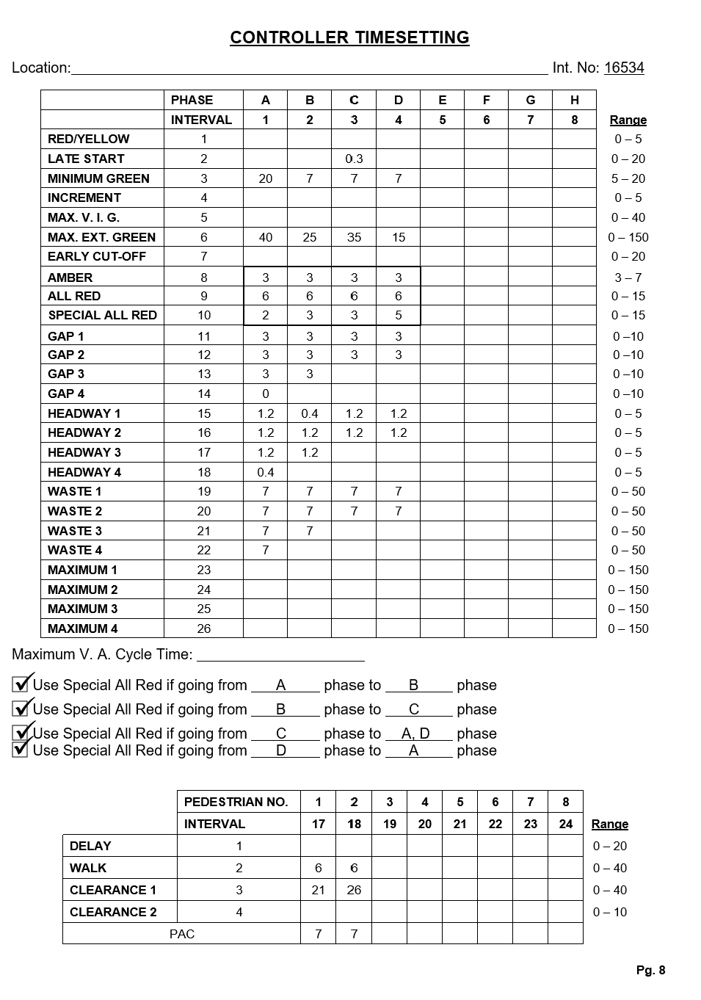 CONTROLLER TIMESETTING
Location: Int. No: 16534
PHASE A B C D E F G H
INTERVAL 1 2 3 4 5 6 7 8 Range
RED/YELLOW 1 0 – 5
LATE START 2 0.3 0 – 20
MINIMUM GREEN 3 20 7 7 7 5 – 20
INCREMENT 4 0 – 5
MAX. V. I. G. 5 0 – 40
MAX. EXT. GREEN 6 40 25 35 15 0 – 150
EARLY CUT-OFF 7 0 – 20
AMBER 8 3 3 3 3 3 – 7
ALL RED 9 6 6 6 6 0 – 15
SPECIAL ALL RED 10 2 3 3 5 0 – 15
GAP 1 11 3 3 3 3 0 –10
GAP 2 12 3 3 3 3 0 –10
GAP 3 13 3 3 0 –10
GAP 4 14 0 0 –10
HEADWAY 1 15 1.2 0.4 1.2 1.2 0 – 5
HEADWAY 2 16 1.2 1.2 1.2 1.2 0 – 5
HEADWAY 3 17 1.2 1.2 0 – 5
HEADWAY 4 18 0.4 0 – 5
WASTE 1 19 7 7 7 7 0 – 50
WASTE 2 20 7 7 7 7 0 – 50
WASTE 3 21 7 7 0 – 50
WASTE 4 22 7 0 – 50
MAXIMUM 1 23 0 – 150
MAXIMUM 2 24 0 – 150
MAXIMUM 3 25 0 – 150
MAXIMUM 4 26 0 – 150
Maximum V. A. Cycle Time:
Use Special All Red if going from A phase to B phase
Use Special All Red if going from B phase to C phase
Use Special All Red if going from C phase to A, D phase
Use Special All Red if going from D phase to A phase
PEDESTRIAN NO. 1 2 3 4 5 6 7 8
INTERVAL 17 18 19 20 21 22 23 24 Range
DELAY 1 0 – 20
WALK 2 6 6 0 – 40
CLEARANCE 1 3 21 26 0 – 40
CLEARANCE 2 4 0 – 10
PAC 7 7
Pg. 8